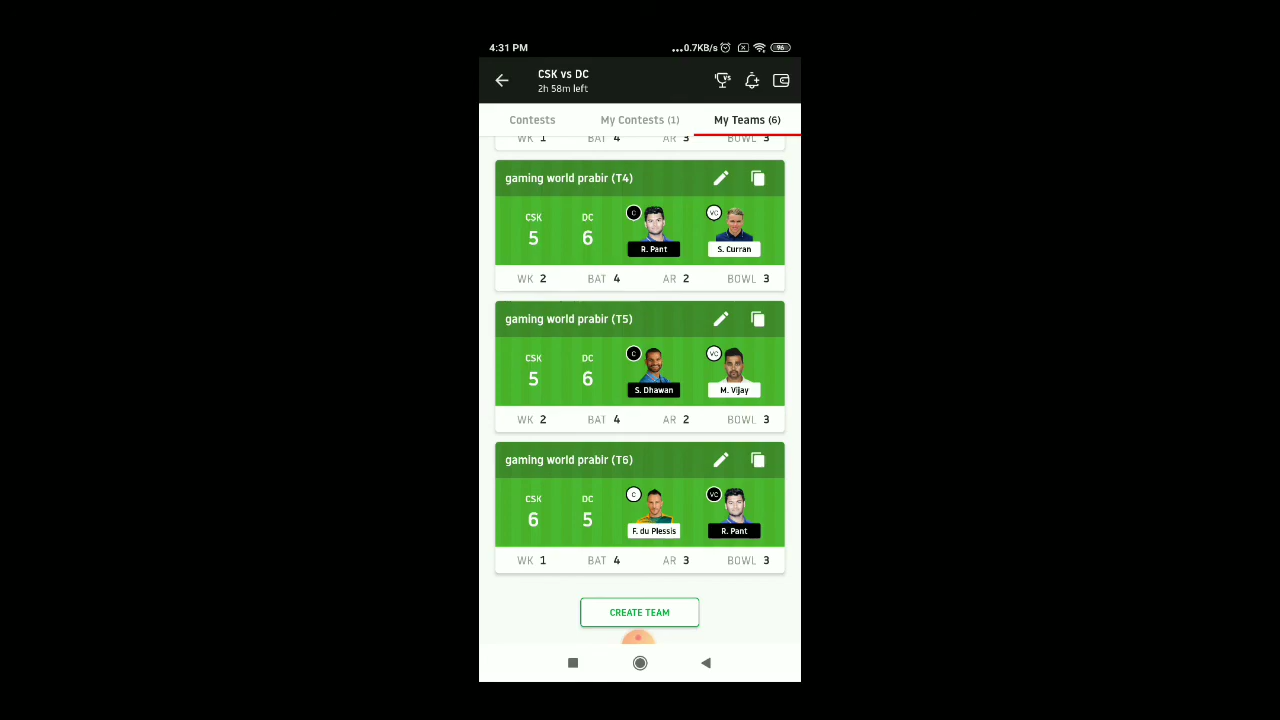 4:31 PM ...0.7KB/s 96
CSK vs DC
2h 58m left
Contests My Contests (1) My Teams (6)
WK 1 BAT 4 AR 3 BOWL 3
gaming world prabir (T4)
CSK DC C VC
5 6
R. Pant S. Curran
WK 2 BAT 4 AR 2 BOWL 3
gaming world prabir (T5)
CSK DC C VC
5 6
S. Dhawan M. Vijay
WK 2 BAT 4 AR 2 BOWL 3
gaming world prabir (T6)
CSK DC C VC
6 5
F. du Plessis R. Pant
WK 1 BAT 4 AR 3 BOWL 3
CREATE TEAM